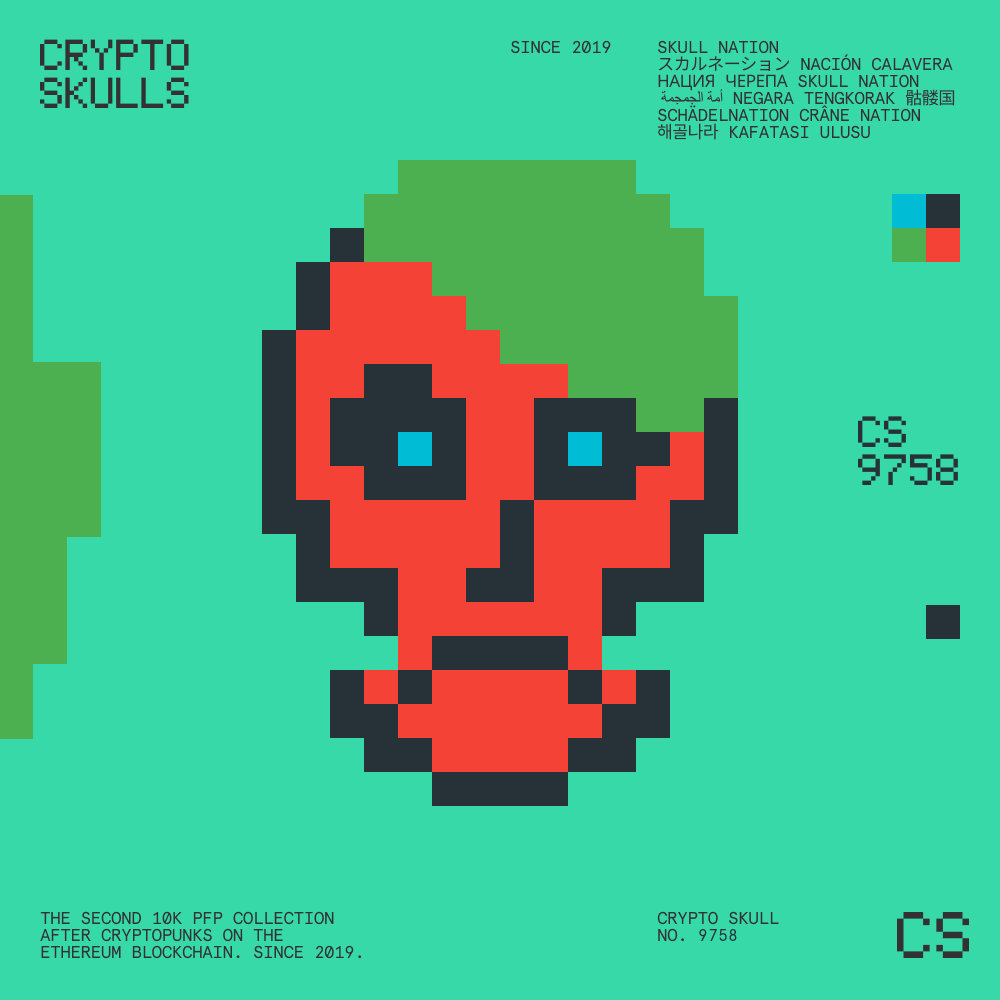 CRYPTO
SKULLS
SINCE 2019
SKULL NATION
スカルネーション NACIÓN CALAVERA
НАЦИЯ ЧЕРЕПА SKULL NATION
أمة الجمجمة NEGARA TENGKORAK 骷髅国
SCHÄDELNATION CRÂNE NATION
해골나라 KAFATASI ULUSU
CS
9758
THE SECOND 10K PFP COLLECTION
AFTER CRYPTOPUNKS ON THE
ETHEREUM BLOCKCHAIN. SINCE 2019.
CRYPTO SKULL
NO. 9758
CS